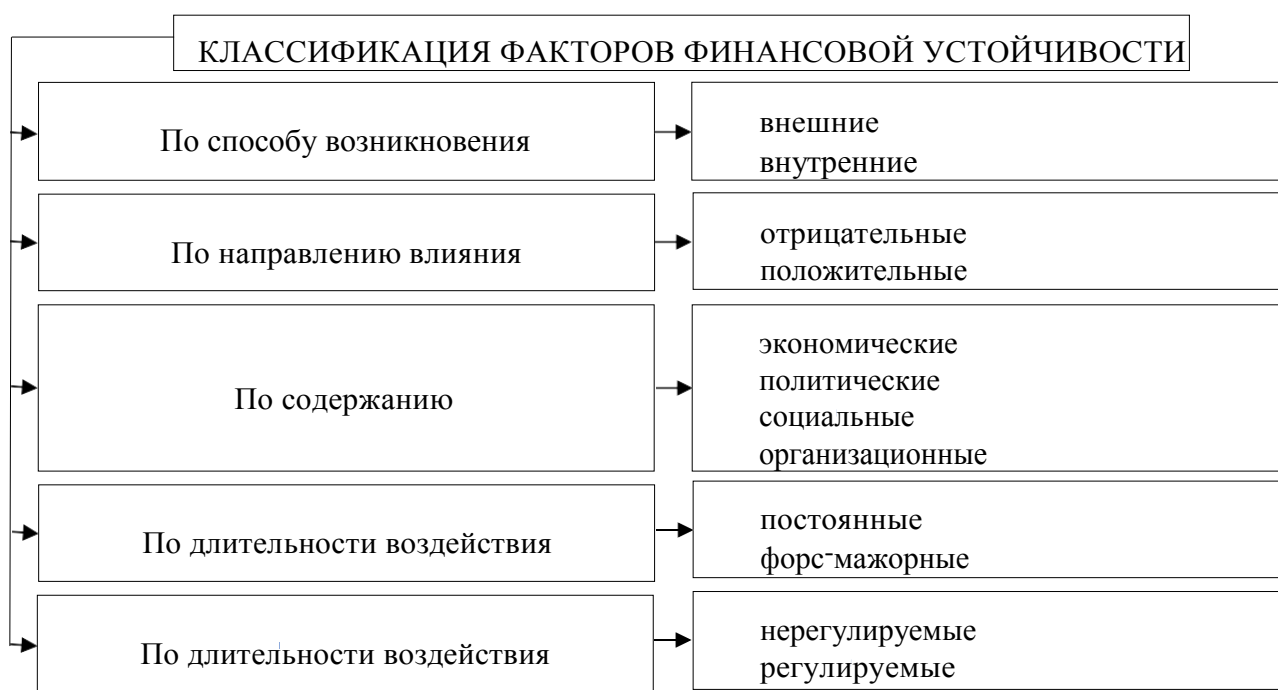 КЛАССИФИКАЦИЯ ФАКТОРОВ ФИНАНСОВОЙ УСТОЙЧИВОСТИ
По способу возникновения
внешние
внутренние
По направлению влияния
отрицательные
положительные
По содержанию
экономические
политические
социальные
организационные
По длительности воздействия
постоянные
форс-мажорные
По длительности воздействия
нерегулируемые
регулируемые